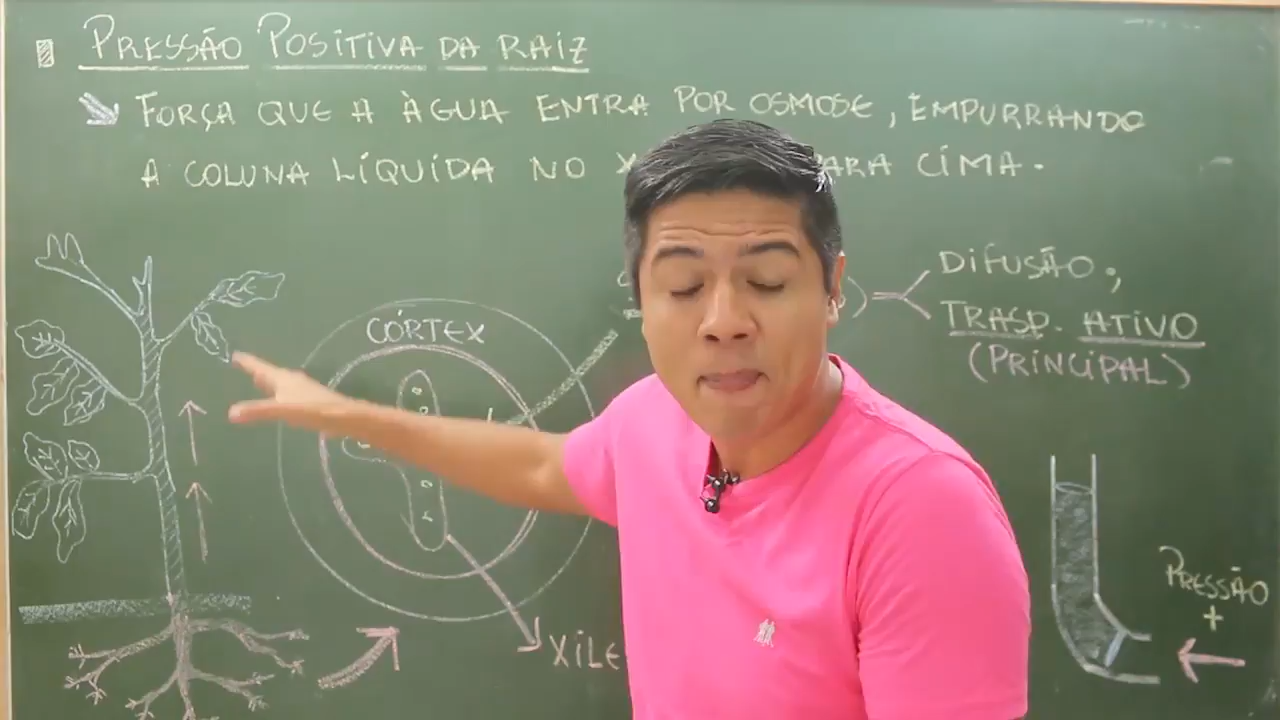 PRESSÃO POSITIVA DA RAIZ
FORÇA QUE A ÀGUA ENTRA POR OSMOSE, EMPURRANDO
A COLUNA LÍQUIDA NO X ARA CIMA.
DIFUSÃO,
TRASP. ATIVO
(PRINCIPAL)
CÓRTEX
PRESSÃO
+
XILE